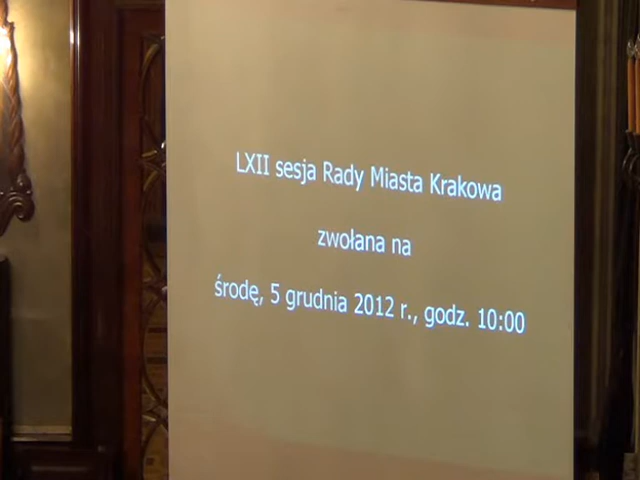 LXII sesja Rady Miasta Krakowa
zwołana na
środę, 5 grudnia 2012 r., godz. 10:00